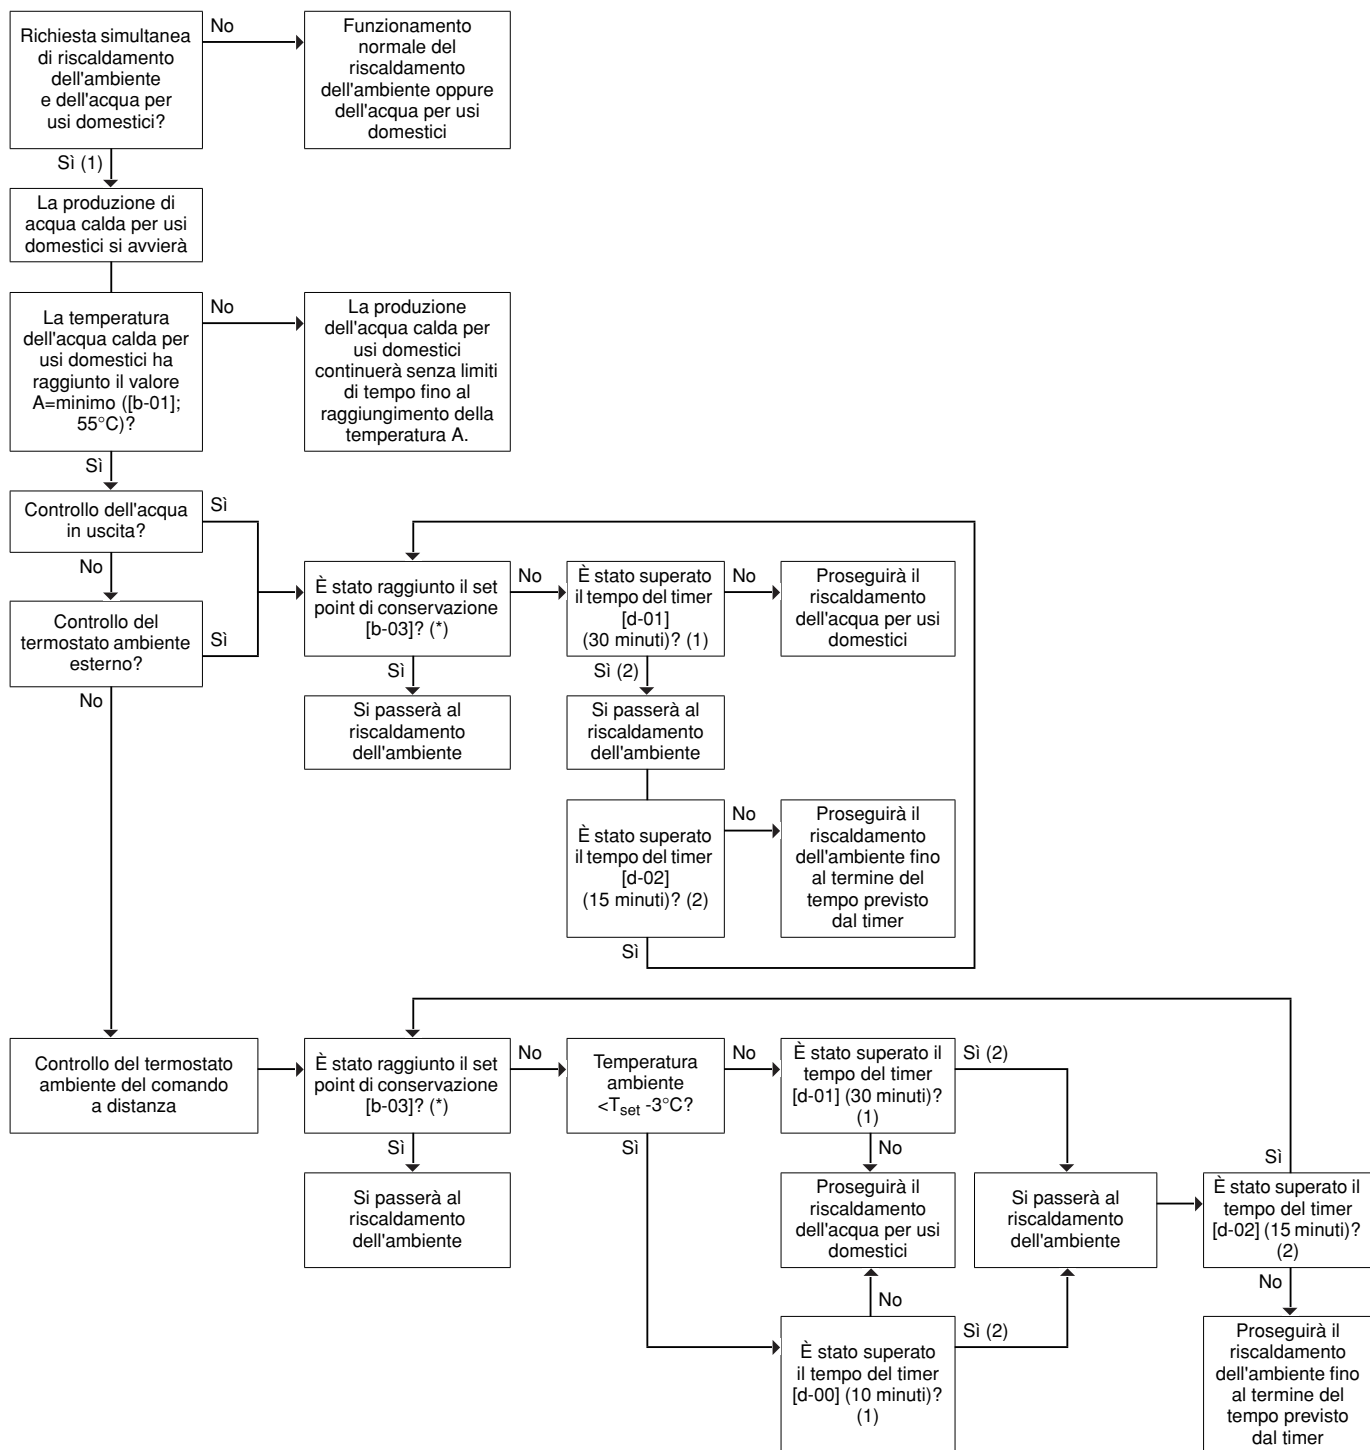 Richiesta simultanea
di riscaldamento
dell'ambiente
e dell'acqua per
usi domestici?
No
Funzionamento
normale del
riscaldamento
dell'ambiente oppure
dell'acqua per usi
domestici
Sì (1)
La produzione di
acqua calda per usi
domestici si avvierà
La temperatura
dell'acqua calda per
usi domestici ha
raggiunto il valore
A=minimo ([b-01];
55°C)?
No
La produzione
dell'acqua calda per
usi domestici
continuerà senza limiti
di tempo fino al
raggiungimento della
temperatura A.
Sì
Controllo dell'acqua
in uscita?
Sì
No
Controllo del
termostato ambiente
esterno?
Sì
No
È stato raggiunto il set
point di conservazione
[b-03]? (*)
No
Sì
Si passerà al
riscaldamento
dell'ambiente
È stato superato
il tempo del timer
[d-01]
(30 minuti)? (1)
No
Proseguirà il
riscaldamento
dell'acqua per usi
domestici
Sì (2)
Si passerà al
riscaldamento
dell'ambiente
È stato superato
il tempo del timer
[d-02]
(15 minuti)? (2)
No
Proseguirà il
riscaldamento
dell'ambiente fino
al termine del
tempo previsto
dal timer
Sì
Controllo del termostato
ambiente del comando
a distanza
È stato raggiunto il set
point di conservazione
[b-03]? (*)
No
Sì
Si passerà al
riscaldamento
dell'ambiente
Temperatura
ambiente
<Tset -3°C?
No
Sì
È stato superato il
tempo del timer
[d-01] (30 minuti)?
(1)
Sì (2)
No
Proseguirà il
riscaldamento
dell'acqua per usi
domestici
No
È stato superato
il tempo del timer
[d-00] (10 minuti)?
(1)
Sì (2)
Si passerà al
riscaldamento
dell'ambiente
Sì
È stato superato il
tempo del timer
[d-02] (15 minuti)?
(2)
No
Proseguirà il
riscaldamento
dell'ambiente fino
al termine del
tempo previsto
dal timer